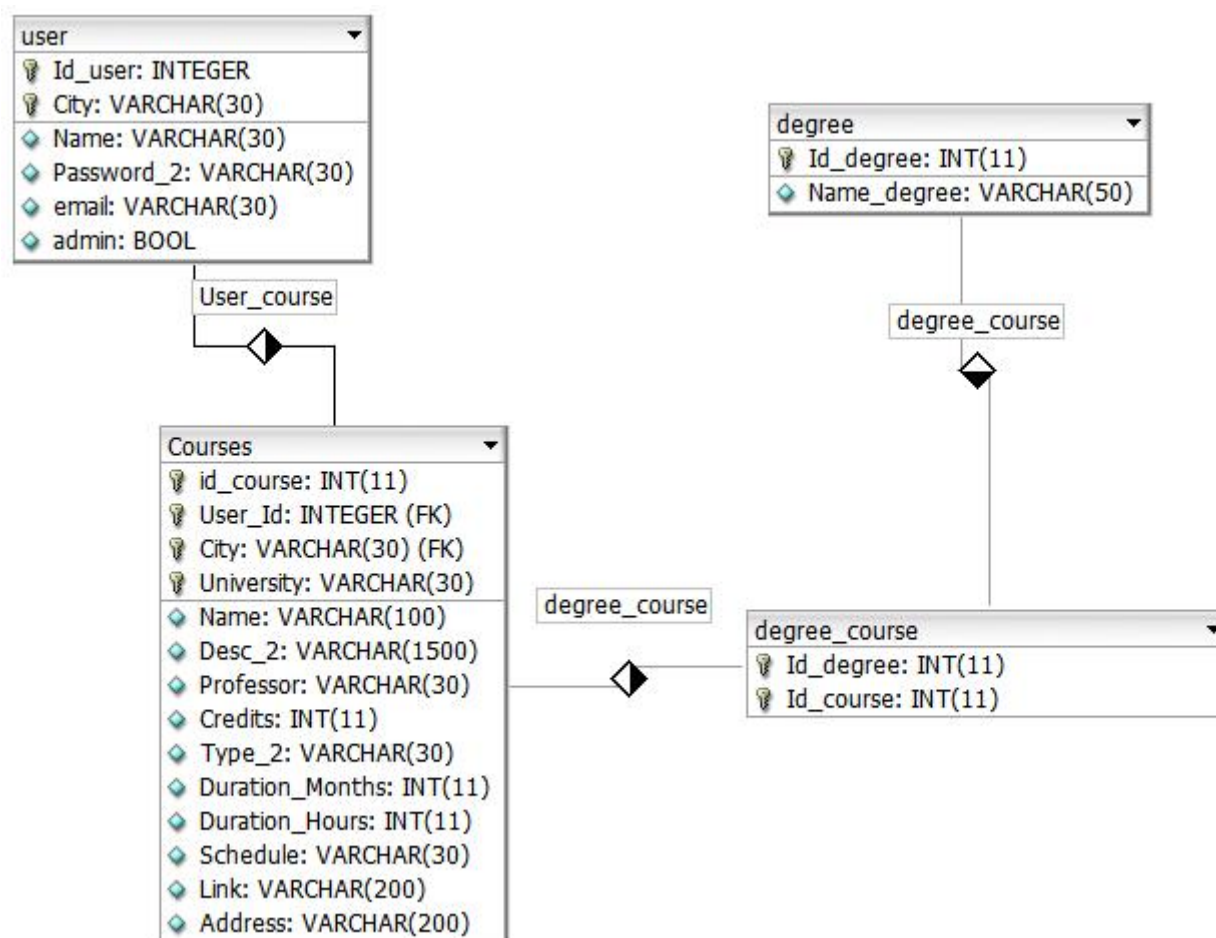 user
Id_user: INTEGER
City: VARCHAR(30)
Name: VARCHAR(30)
Password_2: VARCHAR(30)
email: VARCHAR(30)
admin: BOOL
User_course
degree
Id_degree: INT(11)
Name_degree: VARCHAR(50)
degree_course
Courses
id_course: INT(11)
User_Id: INTEGER (FK)
City: VARCHAR(30) (FK)
University: VARCHAR(30)
Name: VARCHAR(100)
Desc_2: VARCHAR(1500)
Professor: VARCHAR(30)
Credits: INT(11)
Type_2: VARCHAR(30)
Duration_Months: INT(11)
Duration_Hours: INT(11)
Schedule: VARCHAR(30)
Link: VARCHAR(200)
Address: VARCHAR(200)
degree_course
degree_course
Id_degree: INT(11)
Id_course: INT(11)